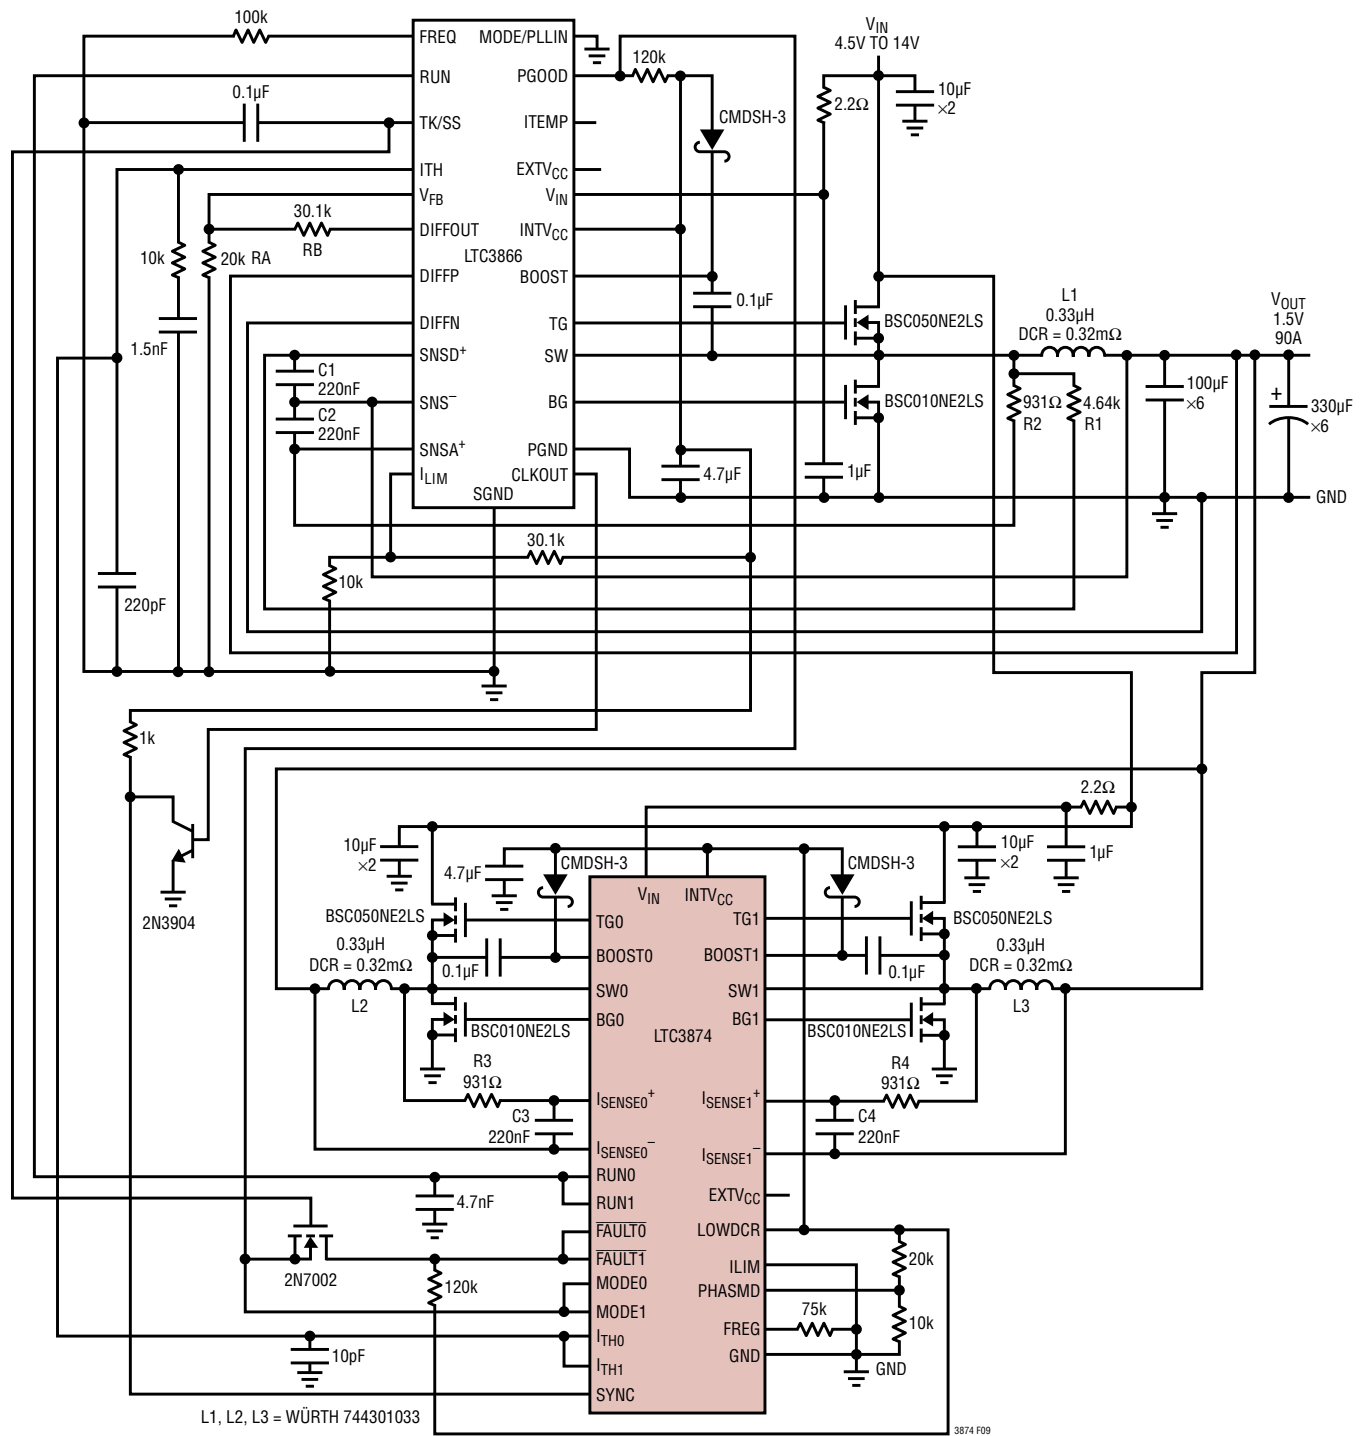 100k
FREQ
MODE/PLLIN
VIN
4.5V TO 14V
120k
RUN
PGOOD
0.1µF
2.2Ω
10µF
×2
TK/SS
ITEMP
CMDSH-3
ITH
EXTVCC
VFB
VIN
30.1k
DIFFOUT
INTVCC
RB
10k
20k RA
LTC3866
DIFFP
BOOST
0.1µF
L1
0.33µH
DCR = 0.32mΩ
VOUT
1.5V
90A
DIFFN
TG
BSC050NE2LS
1.5nF
SNSD+
SW
C1
220nF
SNS–
BG
BSC010NE2LS
931Ω
R2
4.64k
R1
100µF
×6
+
330µF
×6
C2
220nF
SNSA+
PGND
ILIM
CLKOUT
4.7µF
1µF
SGND
GND
30.1k
10k
220pF
1k
2.2Ω
2N3904
10µF
×2
4.7µF
CMDSH-3
CMDSH-3
10µF
×2
1µF
VIN
INTVCC
BSC050NE2LS
TG0
TG1
BSC050NE2LS
0.33µH
DCR = 0.32mΩ
0.1µF
BOOST0
BOOST1
0.1µF
0.33µH
DCR = 0.32mΩ
L2
SW0
SW1
L3
BSC010NE2LS
BG0
BG1
BSC010NE2LS
LTC3874
R3
931Ω
R4
931Ω
ISENSE0+
ISENSE1+
C3
220nF
C4
220nF
ISENSE0–
ISENSE1–
RUN0
4.7nF
RUN1
EXTVCC
FAULT0
LOWDCR
2N7002
FAULT1
20k
120k
MODE0
ILIM
PHASMD
MODE1
75k
10k
ITH0
FREG
10pF
ITH1
GND
GND
SYNC
L1, L2, L3 = WÜRTH 744301033
3874 F09